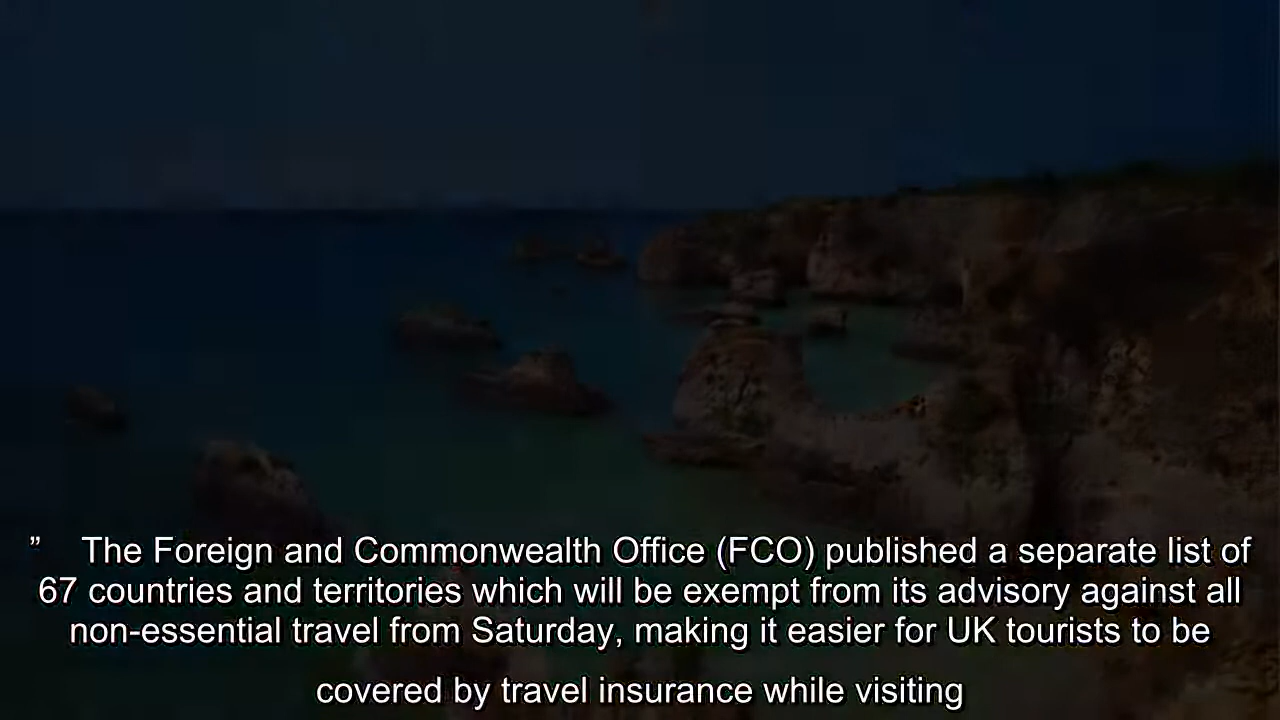 ” The Foreign and Commonwealth Office (FCO) published a separate list of
67 countries and territories which will be exempt from its advisory against all
non-essential travel from Saturday, making it easier for UK tourists to be
covered by travel insurance while visiting